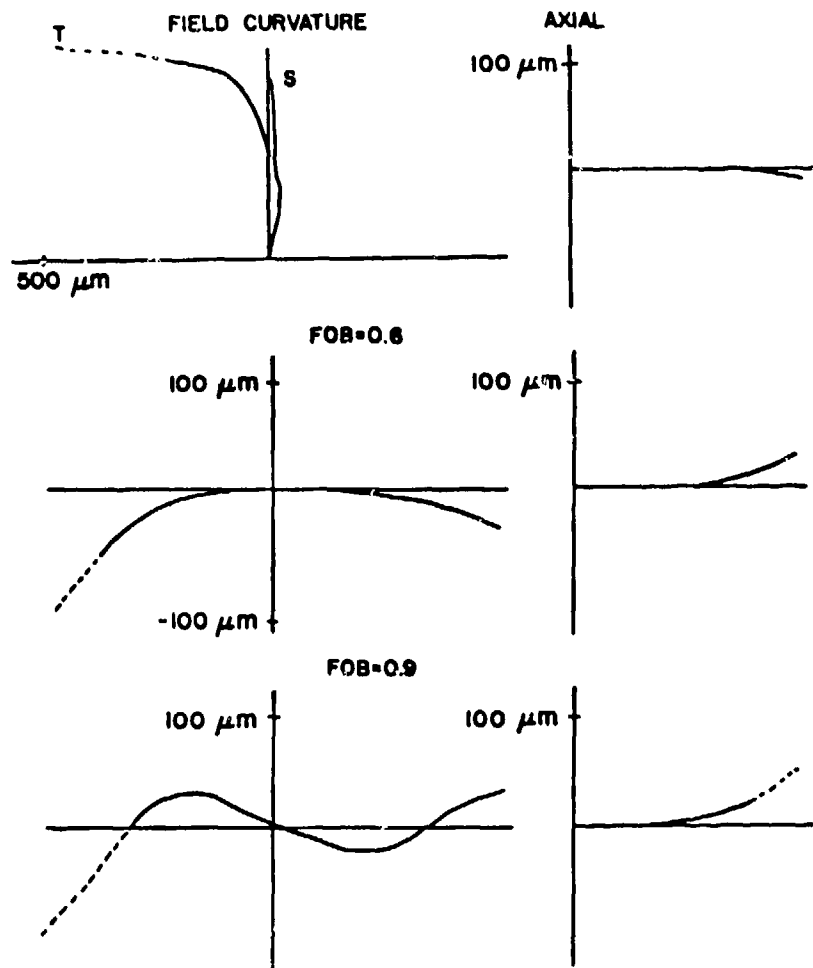 FIELD CURVATURE
AXIAL
T
S
100 μm
500 μm
FOB=0.6
100 μm
100 μm
-100 μm
FOB=0.9
100 μm
100 μm